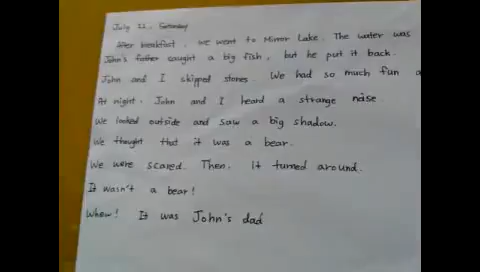 July 22, Saturday
After breakfast, we went to Mirror Lake. The water was
John's father caught a big fish, but he put it back.
John and I skipped stones. We had so much fun a
At night, John and I heard a strange noise.
We looked outside and saw a big shadow.
We thought that it was a bear.
We were scared. Then, it turned around.
It wasn't a bear!
Whew! It was John's dad